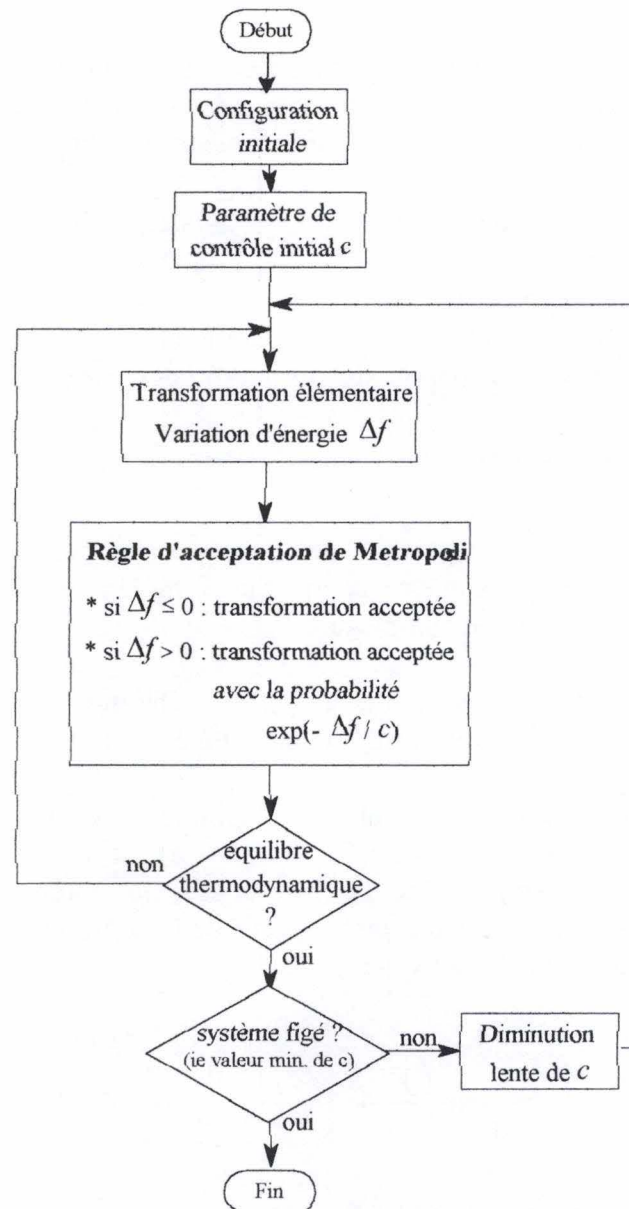 Début
Configuration
initiale
Paramètre de
contrôle initial c
Transformation élémentaire
Variation d'énergie Δf
Règle d'acceptation de Metropoli
* si Δf ≤ 0 : transformation acceptée
* si Δf > 0 : transformation acceptée
avec la probabilité
exp(- Δf / c)
non
équilibre
thermodynamique
?
oui
système figé ?
(ie valeur min. de c)
non
Diminution
lente de c
oui
Fin